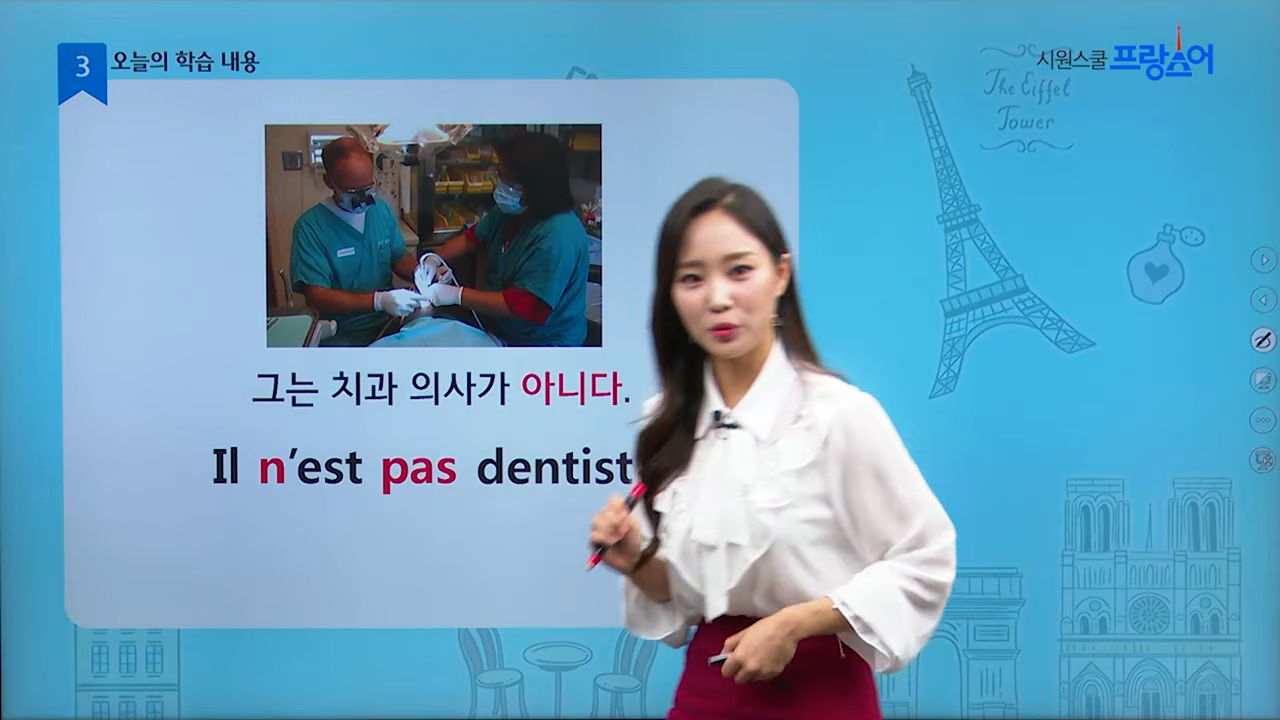 3 오늘의 학습 내용
시원스쿨 프랑스어
The Eiffel
Tower
그는 치과 의사가 아니다.
Il n'est pas dentist